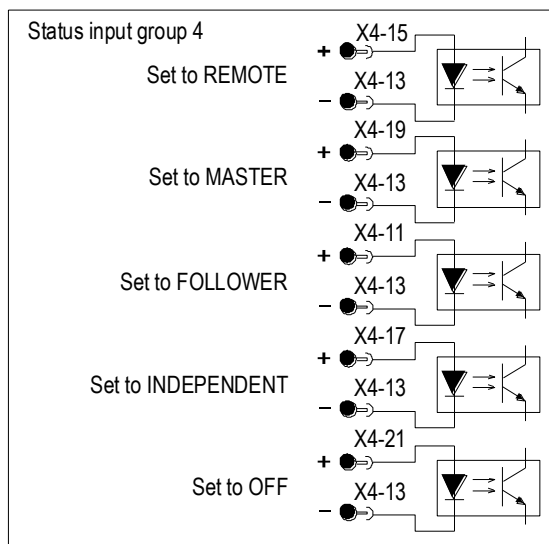 Status input group 4
+ X4-15
Set to REMOTE
− X4-13
+ X4-19
Set to MASTER
− X4-13
+ X4-11
Set to FOLLOWER
− X4-13
+ X4-17
Set to INDEPENDENT
− X4-13
+ X4-21
Set to OFF
− X4-13